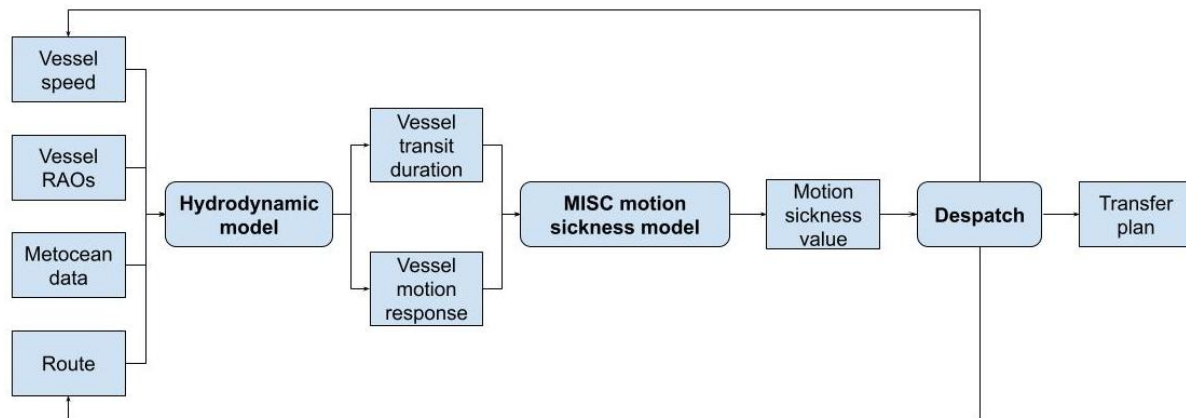 Vessel
speed
Vessel
RAOs
Metocean
data
Route
Hydrodynamic
model
Vessel
transit
duration
Vessel
motion
response
MISC motion
sickness model
Motion
sickness
value
Despatch
Transfer
plan